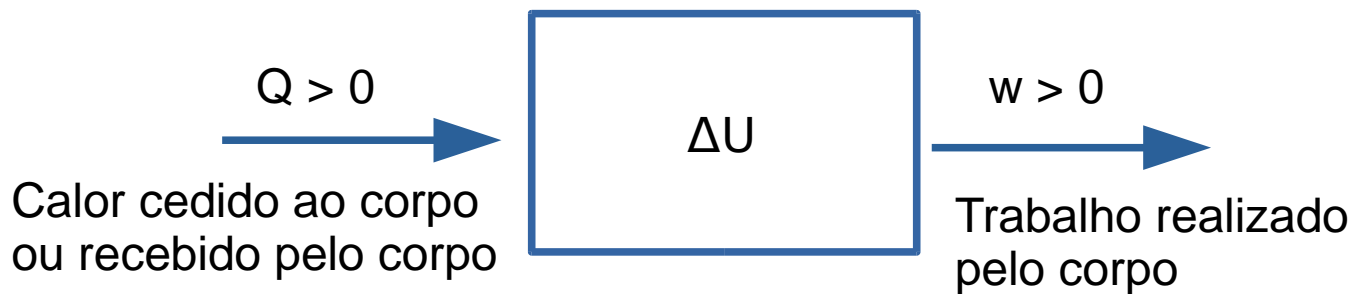 Q > 0
w > 0
ΔU
Calor cedido ao corpo
ou recebido pelo corpo
Trabalho realizado
pelo corpo